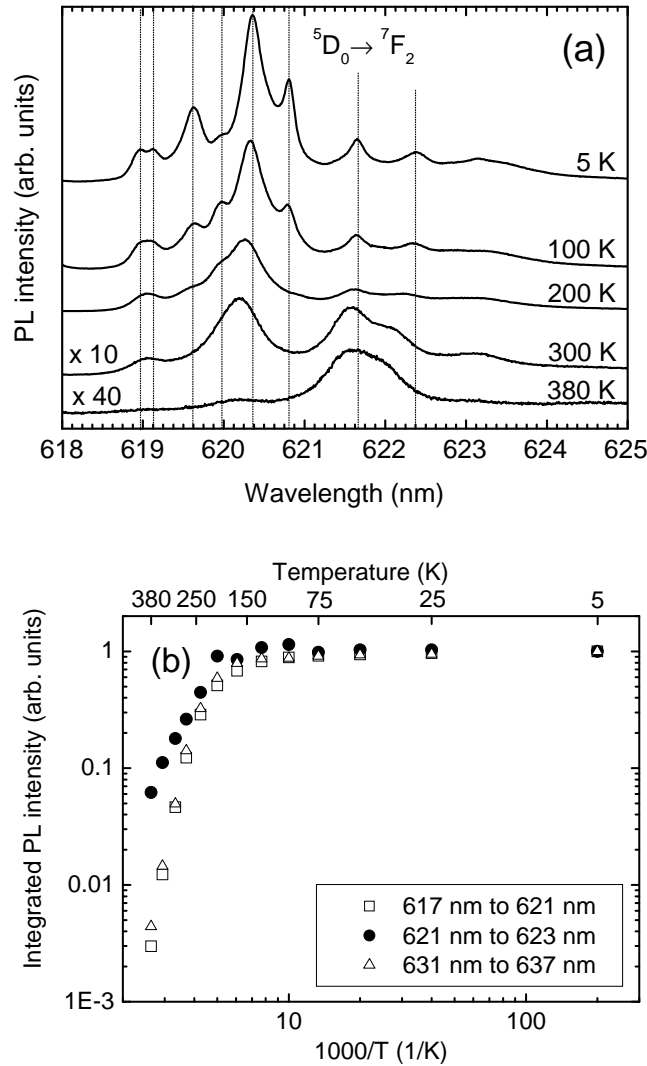 (a)
⁵D₀→ ⁷F₂
5 K
100 K
200 K
x 10 300 K
x 40 380 K
PL intensity (arb. units)
618 619 620 621 622 623 624 625
Wavelength (nm)
Temperature (K)
380 250 150 75 25 5
(b)
1
0.1
0.01
1E-3
Integrated PL intensity (arb. units)
617 nm to 621 nm
621 nm to 623 nm
631 nm to 637 nm
10 100
1000/T (1/K)